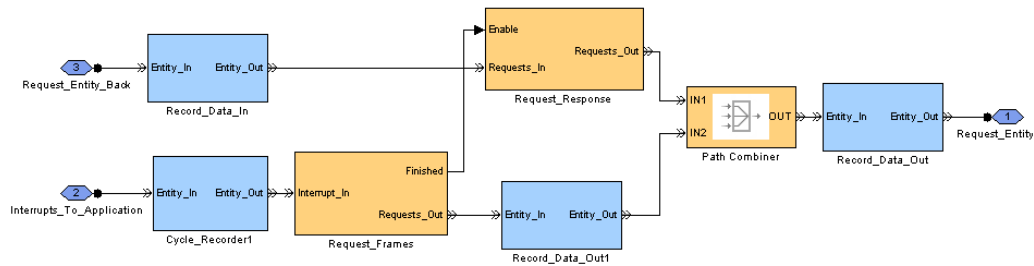 Enable
Requests_Out
3
Entity_In
Entity_Out
Requests_In
Request_Entity_Back
Record_Data_In
Request_Response
IN1
OUT
IN2
Path Combiner
Entity_In
Entity_Out
1
Request_Entity
Record_Data_Out
Finished
2
Entity_In
Entity_Out
Interrupt_In
Interrupts_To_Application
Requests_Out
Entity_In
Entity_Out
Cycle_Recorder1
Request_Frames
Record_Data_Out1